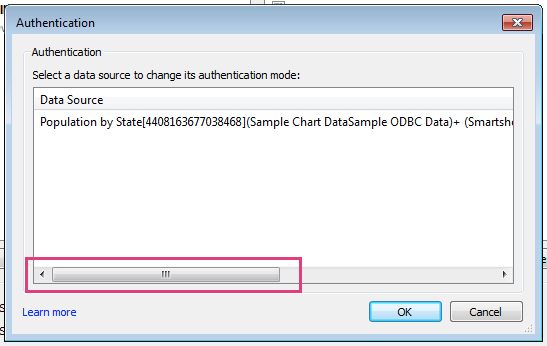 Authentication
Authentication
Select a data source to change its authentication mode:
Data Source
Population by State[4408163677038468](Sample Chart DataSample ODBC Data)+ (Smartshe
Learn more
OK
Cancel